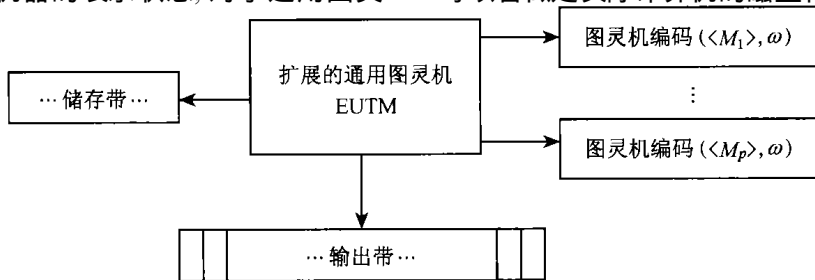 图灵机编码(<M₁>, ω)
扩展的通用图灵机
EUTM
···储存带···
⋮
图灵机编码(<Mₚ>, ω)
···输出带···